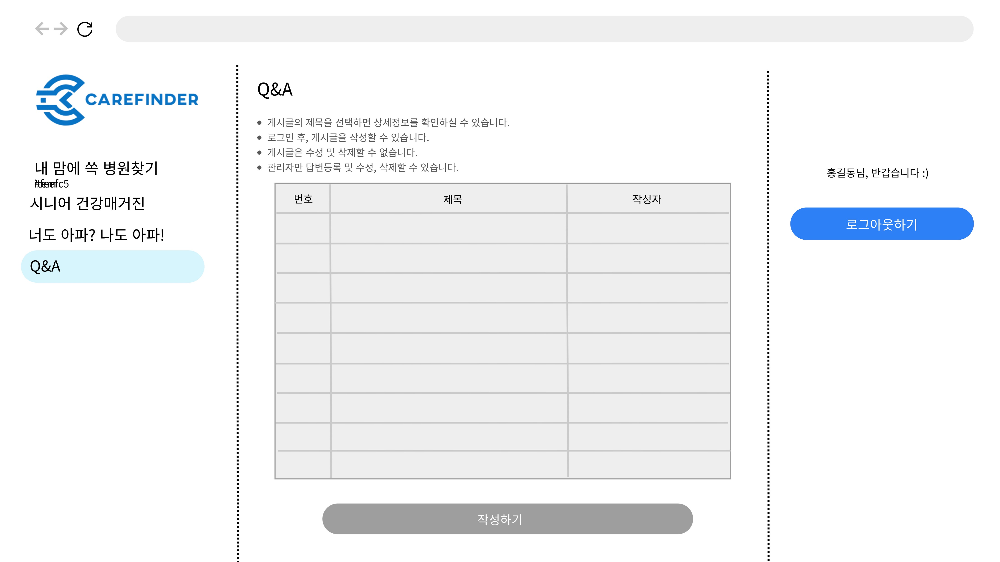 CAREFINDER
내 맘에 쏙 병원찾기
시니어 건강매거진
너도 아파? 나도 아파!
Q&A
Q&A
게시글의 제목을 선택하면 상세정보를 확인하실 수 있습니다.
로그인 후, 게시글을 작성할 수 있습니다.
게시글은 수정 및 삭제할 수 없습니다.
관리자만 답변등록 및 수정, 삭제할 수 있습니다.
번호 제목 작성자
작성하기
홍길동님, 반갑습니다 :)
로그아웃하기